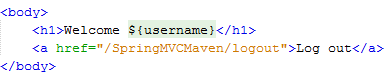 <body>
<h1>Welcome ${username}</h1>
<a href="/SpringMVCMaven/logout">Log out</a>
</body>